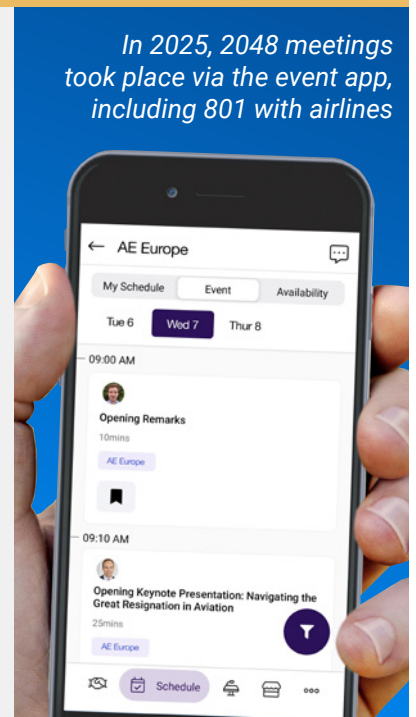 In 2025, 2048 meetings
took place via the event app,
including 801 with airlines
AE Europe
My Schedule Event Availability
Tue 6 Wed 7 Thur 8
09:00 AM
Opening Remarks
10mins
AE Europe
09:10 AM
Opening Keynote Presentation: Navigating the
Great Resignation in Aviation
25mins
AE Europe
Schedule